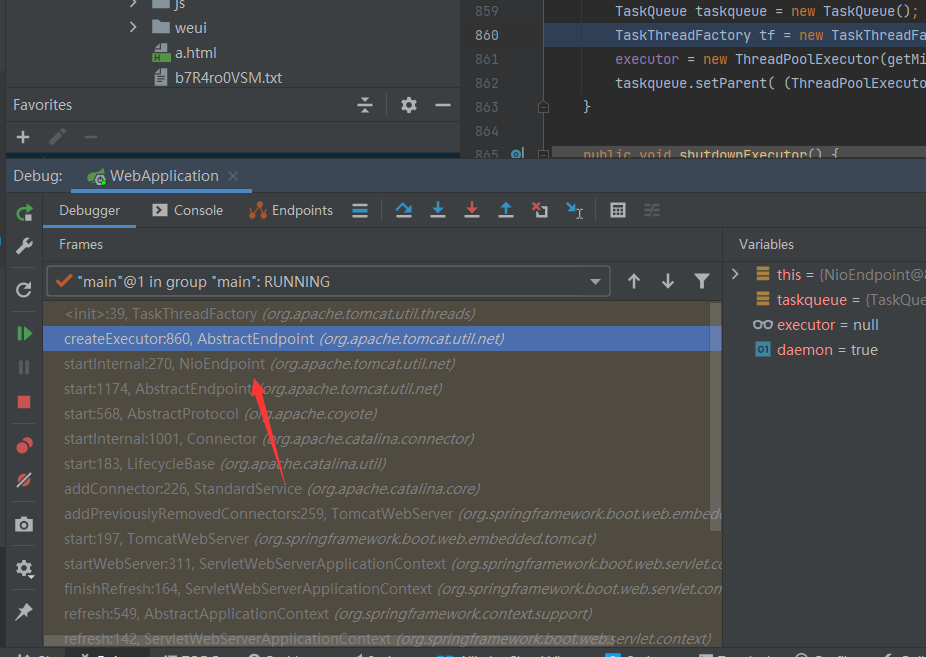 js
weui
a.html
b7R4ro0VSM.txt
Favorites
859 TaskQueue taskqueue = new TaskQueue();
860 TaskThreadFactory tf = new TaskThreadFa
861 executor = new ThreadPoolExecutor(getMi
862 taskqueue.setParent( (ThreadPoolExecuto
863 }
864
865 public void shutdownExecutor() {
Debug: WebApplication
Debugger Console Endpoints
Frames
Variables
"main"@1 in group "main": RUNNING
<init>:39, TaskThreadFactory (org.apache.tomcat.util.threads)
createExecutor:860, AbstractEndpoint (org.apache.tomcat.util.net)
startInternal:270, NioEndpoint (org.apache.tomcat.util.net)
start:1174, AbstractEndpoint (org.apache.tomcat.util.net)
start:568, AbstractProtocol (org.apache.coyote)
startInternal:1001, Connector (org.apache.catalina.connector)
start:183, LifecycleBase (org.apache.catalina.util)
addConnector:226, StandardService (org.apache.catalina.core)
addPreviouslyRemovedConnectors:259, TomcatWebServer (org.springframework.boot.web.embedd
start:197, TomcatWebServer (org.springframework.boot.web.embedded.tomcat)
startWebServer:311, ServletWebServerApplicationContext (org.springframework.boot.web.servlet.co
finishRefresh:164, ServletWebServerApplicationContext (org.springframework.boot.web.servlet.con
refresh:549, AbstractApplicationContext (org.springframework.context.support)
refresh:142, ServletWebServerApplicationContext (org.springframework.boot.web.servlet.context)
this = {NioEndpoint@8
taskqueue = {TaskQue
executor = null
01 daemon = true